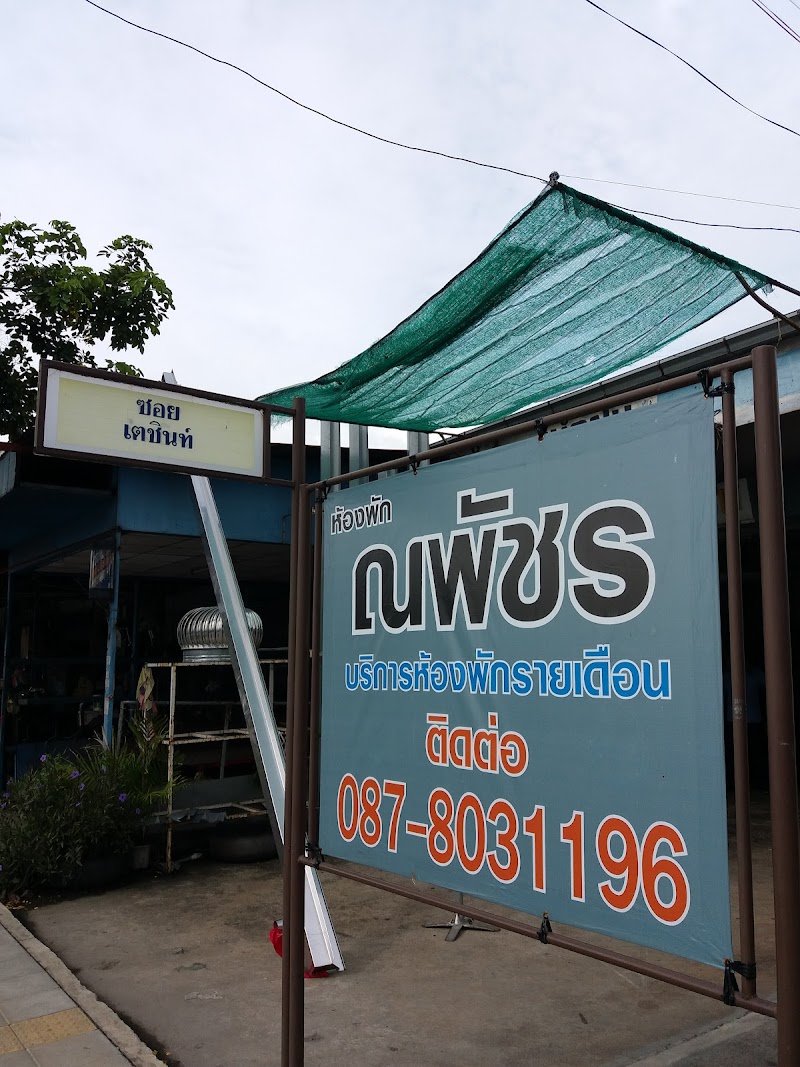 ซอย
เตชินท์
ห้องพัก
ณพัชร
บริการห้องพักรายเดือน
ติดต่อ
087-8031196